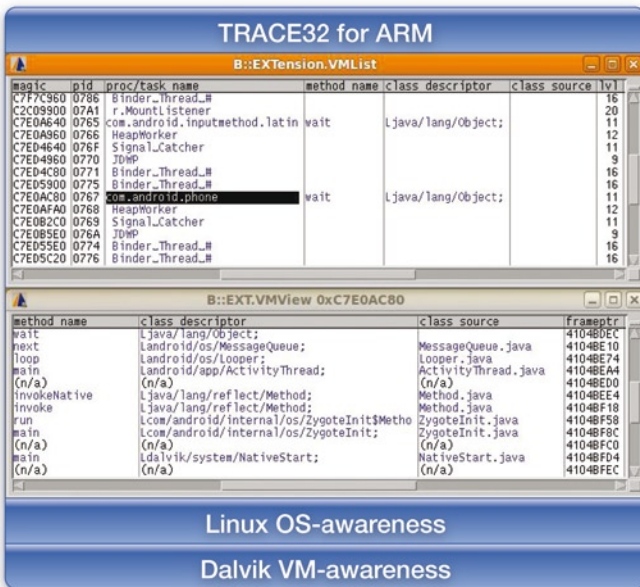 TRACE32 for ARM
B::EXTension.VMList
magic pid proc/task name method name class descriptor class source lvl
C7F7C960 0786 Binder_Thread_# 16
C2C09900 07A1 r.MountListener 20
C7E0A640 0765 com.android.inputmethod.latin wait Ljava/lang/Object; 11
C7E0A960 0766 HeapWorker 12
C7ED4640 076F Signal_Catcher 11
C7ED4960 0770 JDWP 9
C7ED4C80 0771 Binder_Thread_# 16
C7ED5900 0775 Binder_Thread_# 16
C7E0AC80 0767 com.android.phone wait Ljava/lang/Object; 11
C7E0AFA0 0768 HeapWorker 12
C7E0B2C0 0769 Signal_Catcher 11
C7E0B5E0 076A JDWP 9
C7ED55E0 0774 Binder_Thread_# 16
C7ED5C20 0776 Binder_Thread_# 16
B::EXT.VMView 0xC7E0AC80
method name class descriptor class source frameptr
wait Ljava/lang/Object; 4104BDEC
next Landroid/os/MessageQueue; MessageQueue.java 4104BE10
loop Landroid/os/Looper; Looper.java 4104BE74
main Landroid/app/ActivityThread; ActivityThread.java 4104BEA4
(n/a) (n/a) (n/a) 4104BED0
invokeNative Ljava/lang/reflect/Method; Method.java 4104BEE4
invoke Ljava/lang/reflect/Method; Method.java 4104BF18
run Lcom/android/internal/os/ZygoteInit$Metho ZygoteInit.java 4104BF58
main Lcom/android/internal/os/ZygoteInit; ZygoteInit.java 4104BF8C
(n/a) (n/a) (n/a) 4104BFC0
main Ldalvik/system/NativeStart; NativeStart.java 4104BFD4
(n/a) (n/a) (n/a) 4104BFEC
Linux OS-awareness
Dalvik VM-awareness